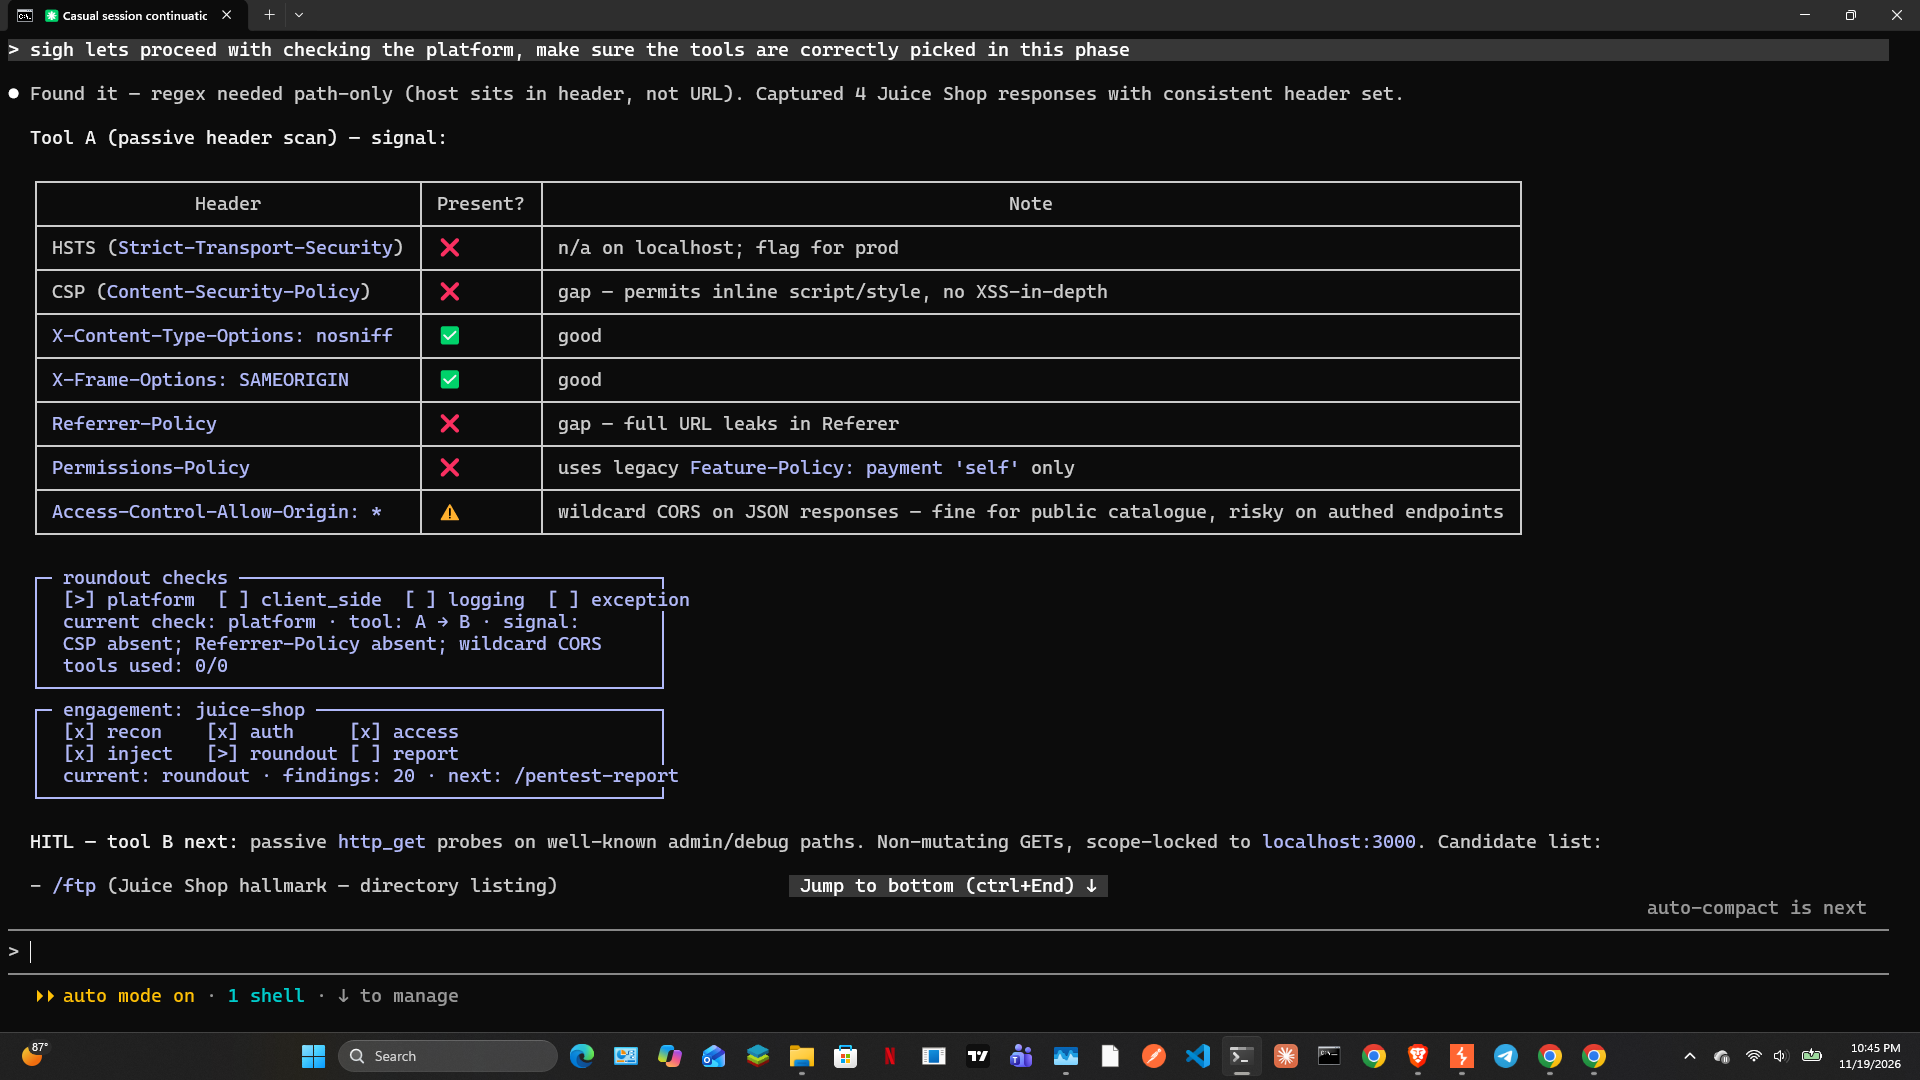 Casual session continuatic
> sigh lets proceed with checking the platform, make sure the tools are correctly picked in this phase
● Found it – regex needed path-only (host sits in header, not URL). Captured 4 Juice Shop responses with consistent header set.
Tool A (passive header scan) – signal:
Header Present? Note
HSTS (Strict-Transport-Security) ❌ n/a on localhost; flag for prod
CSP (Content-Security-Policy) ❌ gap – permits inline script/style, no XSS-in-depth
X-Content-Type-Options: nosniff ✅ good
X-Frame-Options: SAMEORIGIN ✅ good
Referrer-Policy ❌ gap – full URL leaks in Referer
Permissions-Policy ❌ uses legacy Feature-Policy: payment 'self' only
Access-Control-Allow-Origin: * ⚠ wildcard CORS on JSON responses – fine for public catalogue, risky on authed endpoints
roundout checks
[>] platform [ ] client_side [ ] logging [ ] exception
current check: platform · tool: A → B · signal:
CSP absent; Referrer-Policy absent; wildcard CORS
tools used: 0/0
engagement: juice-shop
[x] recon [x] auth [x] access
[x] inject [>] roundout [ ] report
current: roundout · findings: 20 · next: /pentest-report
HITL – tool B next: passive http_get probes on well-known admin/debug paths. Non-mutating GETs, scope-locked to localhost:3000. Candidate list:
- /ftp (Juice Shop hallmark – directory listing)
Jump to bottom (ctrl+End) ↓
auto-compact is next
>
auto mode on · 1 shell · ↓ to manage
87°
Search
10:45 PM
11/19/2026